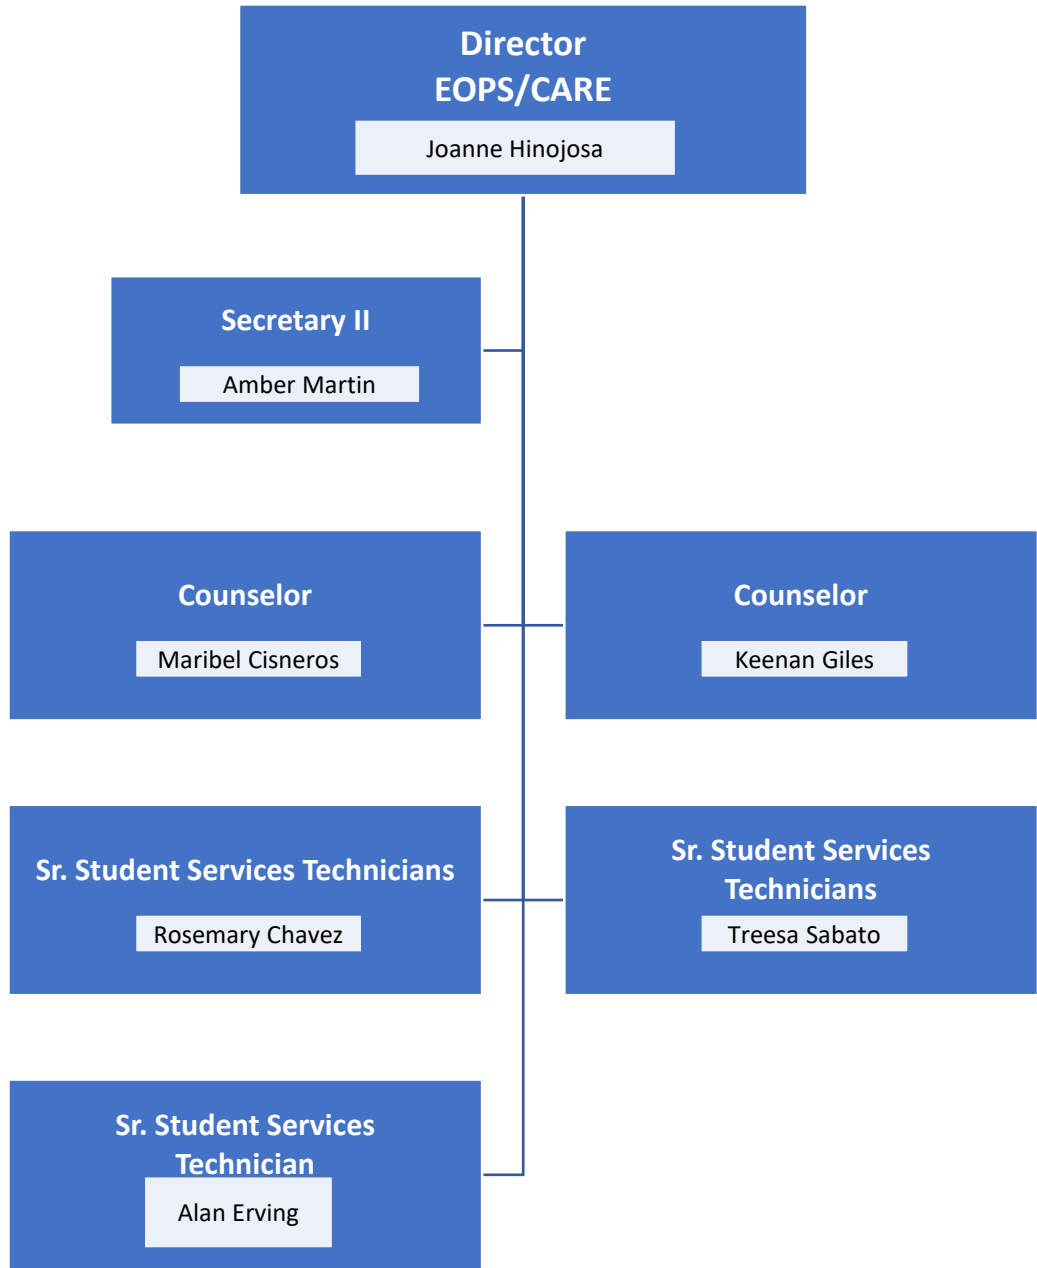 Director
EOPS/CARE
Joanne Hinojosa
Secretary II
Amber Martin
Counselor
Maribel Cisneros
Counselor
Keenan Giles
Sr. Student Services Technicians
Rosemary Chavez
Sr. Student Services
Technicians
Treesa Sabato
Sr. Student Services
Technician
Alan Erving